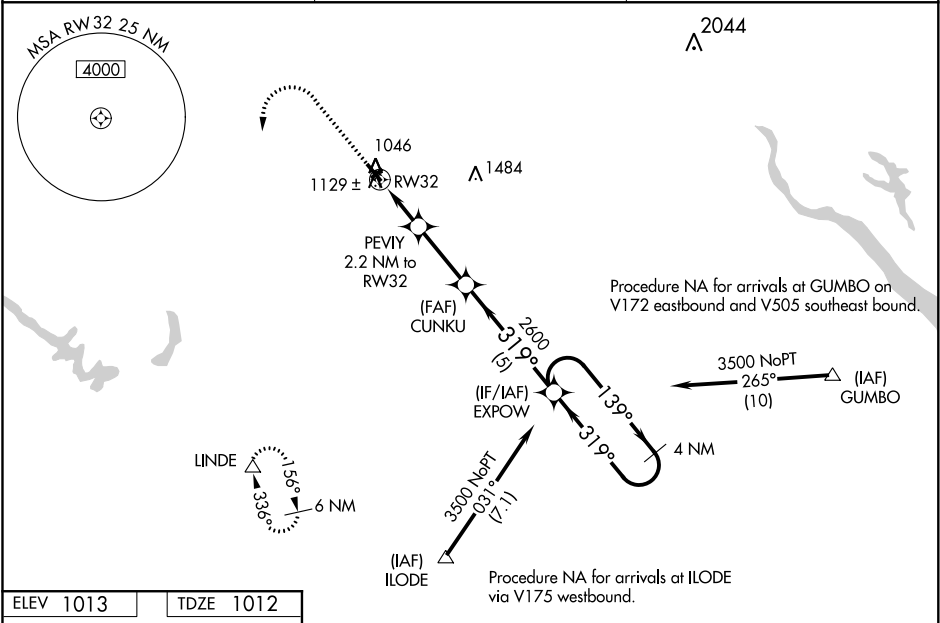 MSA RW32 25 NM
4000
2044
1046
1484
1129 ±
RW32
PEVIY
2.2 NM to
RW32
(FAF)
CUNKU
Procedure NA for arrivals at GUMBO on
V172 eastbound and V505 southeast bound.
2600
319°
(5)
3500 NoPT
265°
(10)
(IAF)
GUMBO
(IF/IAF)
EXPOW
139°
319°
4 NM
LINDE
156°
336°
6 NM
3500 NoPT
031°
(7.1)
(IAF)
ILODE
Procedure NA for arrivals at ILODE
via V175 westbound.
ELEV 1013
TDZE 1012